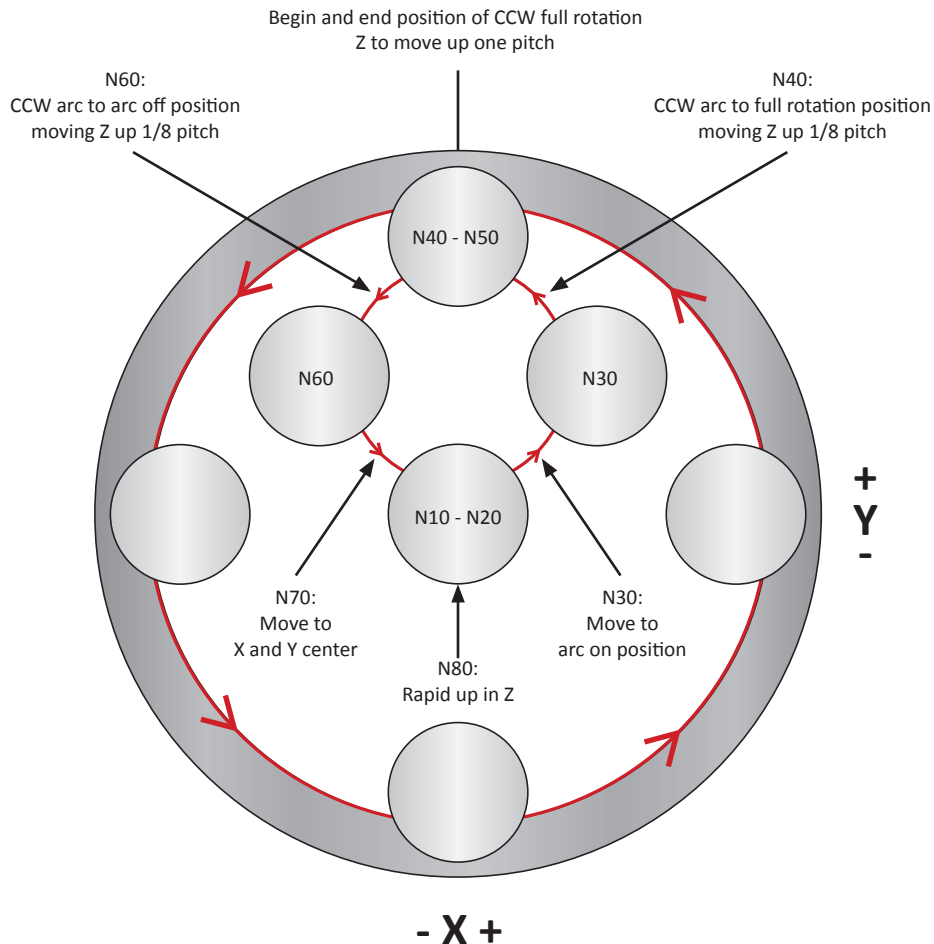 Begin and end position of CCW full rotation
Z to move up one pitch
N60:
CCW arc to arc off position
moving Z up 1/8 pitch
N40:
CCW arc to full rotation position
moving Z up 1/8 pitch
N40 - N50
N60
N30
N10 - N20
+
Y
-
N70:
Move to
X and Y center
N30:
Move to
arc on position
N80:
Rapid up in Z
- X +